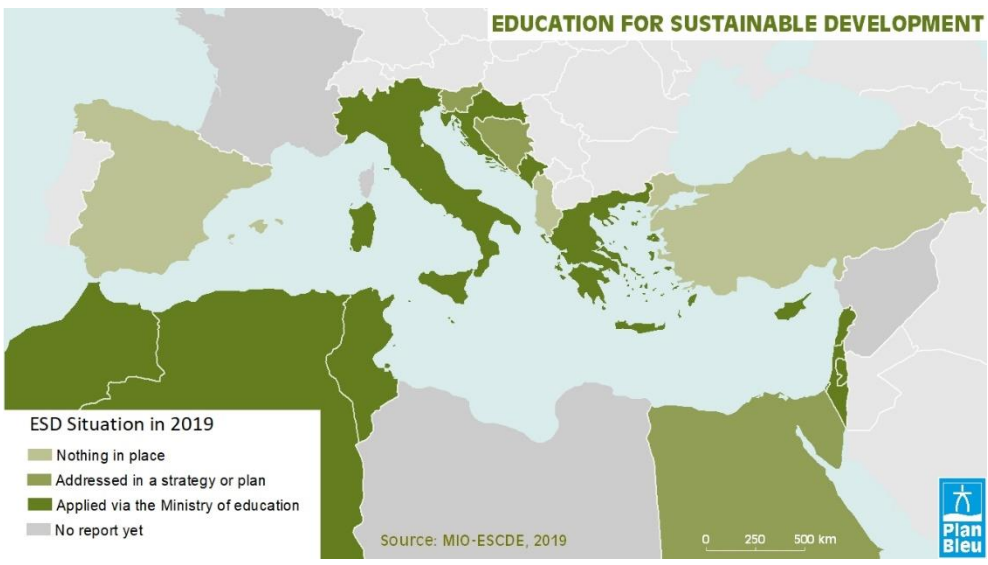 EDUCATION FOR SUSTAINABLE DEVELOPMENT
ESD Situation in 2019
Nothing in place
Addressed in a strategy or plan
Applied via the Ministry of education
No report yet
Source: MIO-ESCDE, 2019
0 250 500 km
Plan
Bleu